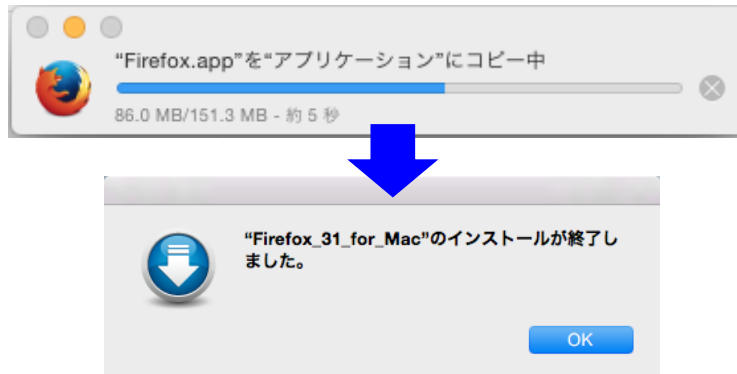 “Firefox.app”を“アプリケーション”にコピー中
86.0 MB/151.3 MB - 約 5 秒
“Firefox_31_for_Mac”のインストールが終了し
ました。
OK